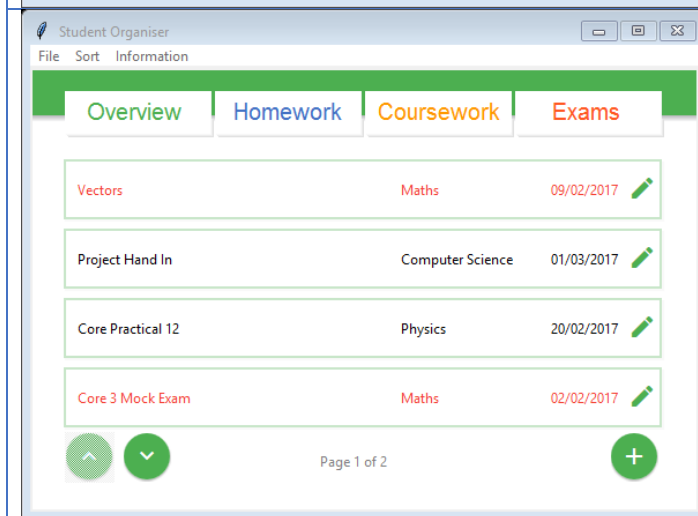 Student Organiser
File Sort Information
Overview Homework Coursework Exams
Vectors Maths 09/02/2017
Project Hand In Computer Science 01/03/2017
Core Practical 12 Physics 20/02/2017
Core 3 Mock Exam Maths 02/02/2017
Page 1 of 2